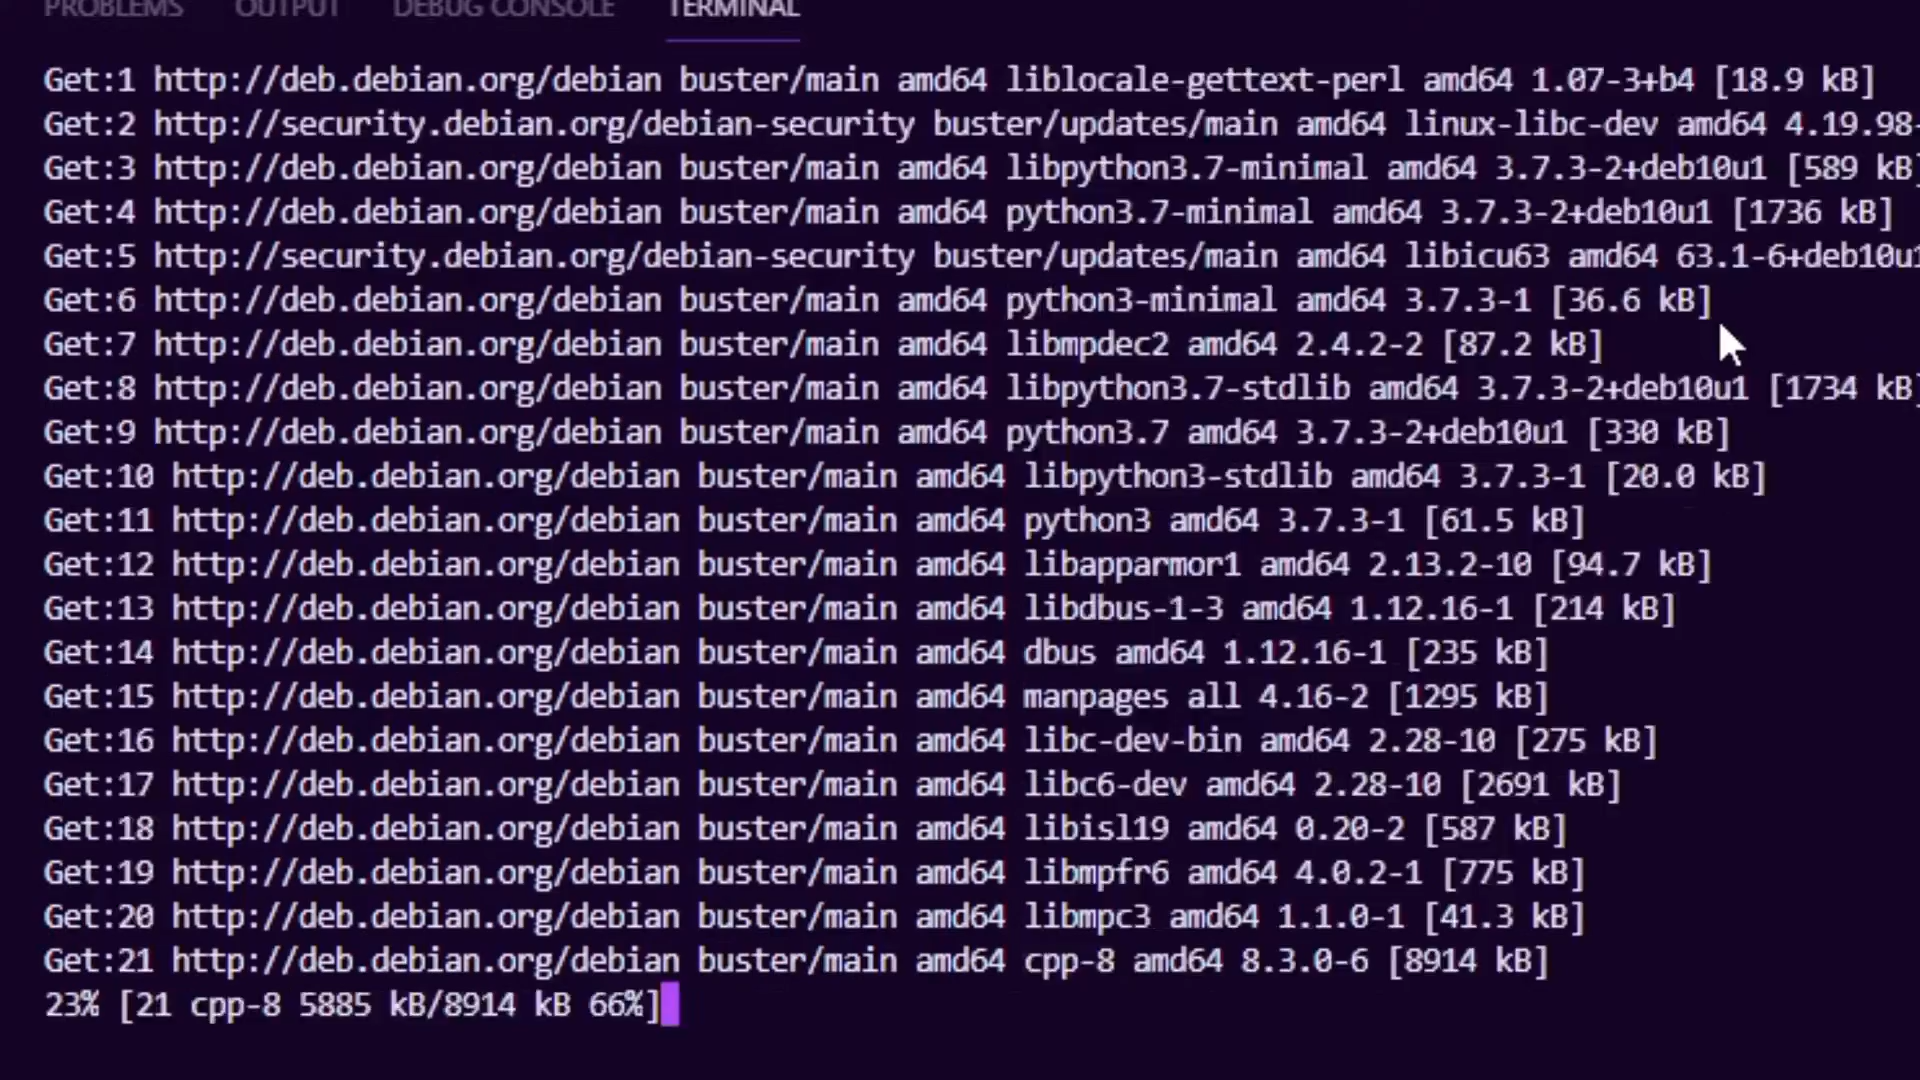 PROBLEMS OUTPUT DEBUG CONSOLE TERMINAL
Get:1 http://deb.debian.org/debian buster/main amd64 liblocale-gettext-perl amd64 1.07-3+b4 [18.9 kB]
Get:2 http://security.debian.org/debian-security buster/updates/main amd64 linux-libc-dev amd64 4.19.98-
Get:3 http://deb.debian.org/debian buster/main amd64 libpython3.7-minimal amd64 3.7.3-2+deb10u1 [589 kB]
Get:4 http://deb.debian.org/debian buster/main amd64 python3.7-minimal amd64 3.7.3-2+deb10u1 [1736 kB]
Get:5 http://security.debian.org/debian-security buster/updates/main amd64 libicu63 amd64 63.1-6+deb10u1
Get:6 http://deb.debian.org/debian buster/main amd64 python3-minimal amd64 3.7.3-1 [36.6 kB]
Get:7 http://deb.debian.org/debian buster/main amd64 libmpdec2 amd64 2.4.2-2 [87.2 kB]
Get:8 http://deb.debian.org/debian buster/main amd64 libpython3.7-stdlib amd64 3.7.3-2+deb10u1 [1734 kB]
Get:9 http://deb.debian.org/debian buster/main amd64 python3.7 amd64 3.7.3-2+deb10u1 [330 kB]
Get:10 http://deb.debian.org/debian buster/main amd64 libpython3-stdlib amd64 3.7.3-1 [20.0 kB]
Get:11 http://deb.debian.org/debian buster/main amd64 python3 amd64 3.7.3-1 [61.5 kB]
Get:12 http://deb.debian.org/debian buster/main amd64 libapparmor1 amd64 2.13.2-10 [94.7 kB]
Get:13 http://deb.debian.org/debian buster/main amd64 libdbus-1-3 amd64 1.12.16-1 [214 kB]
Get:14 http://deb.debian.org/debian buster/main amd64 dbus amd64 1.12.16-1 [235 kB]
Get:15 http://deb.debian.org/debian buster/main amd64 manpages all 4.16-2 [1295 kB]
Get:16 http://deb.debian.org/debian buster/main amd64 libc-dev-bin amd64 2.28-10 [275 kB]
Get:17 http://deb.debian.org/debian buster/main amd64 libc6-dev amd64 2.28-10 [2691 kB]
Get:18 http://deb.debian.org/debian buster/main amd64 libisl19 amd64 0.20-2 [587 kB]
Get:19 http://deb.debian.org/debian buster/main amd64 libmpfr6 amd64 4.0.2-1 [775 kB]
Get:20 http://deb.debian.org/debian buster/main amd64 libmpc3 amd64 1.1.0-1 [41.3 kB]
Get:21 http://deb.debian.org/debian buster/main amd64 cpp-8 amd64 8.3.0-6 [8914 kB]
23% [21 cpp-8 5885 kB/8914 kB 66%]